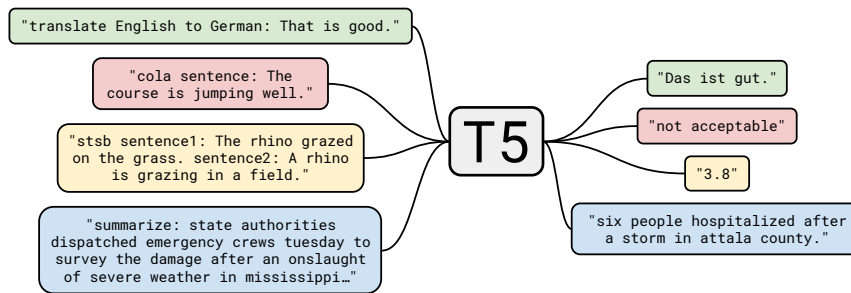 "translate English to German: That is good."
"cola sentence: The
course is jumping well."
"stsb sentence1: The rhino grazed
on the grass. sentence2: A rhino
is grazing in a field."
"summarize: state authorities
dispatched emergency crews tuesday to
survey the damage after an onslaught
of severe weather in mississippi…"
T5
"Das ist gut."
"not acceptable"
"3.8"
"six people hospitalized after
a storm in attala county."